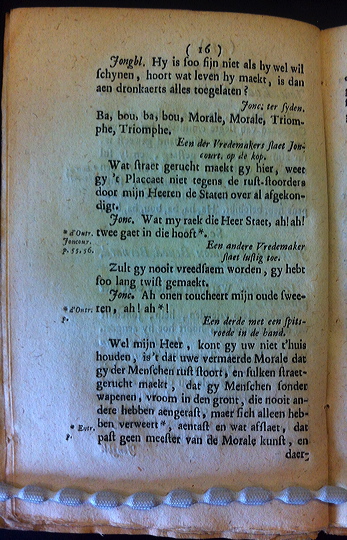 ( 16 )
Jongbl. Hy is soo fijn niet als hy wel wil
schynen, hoort wat leven hy maekt, is dan
aen dronkaerts alles toegelaten?
Jonc. ter syden.
Ba, bou, ba, bou, Morale, Morale, Triom-
phe, Triomphe.
Een der Vredemakers slaet Jon-
court. op de kop.
Wat straet gerucht maekt gy hier, weet
gy 't Placcaet niet tegens de rust-stoorders
door mijn Heeren de Staten over al afgekon-
digt.
Jonc. Wat my raek die Heer Staet, ah! ah!
twee gaet in die hooft*.
* d'Outr.
Joncour.
p. 55. 56.
Een andere Vredemaker
slaet lustig toe.
Zult gy nooit vreedsaem worden, gy hebt
soo lang twist gemaekt.
Jonc. Ah onen toucheert mijn oude swee-
ren, ah! ah*!
* d'Outr.
p.
Een derde met een spits-
roede in de hand.
Wel mijn Heer, kont gy uw niet t'huis
houden, is't dat uwe vermaerde Morale dat
gy der Menschen rust stoort, en sulken straet-
gerucht maekt, dat gy Menschen sonder
wapenen, vroom in den gront, die nooit an-
dere hebben aengerast, maer sich alleen heb-
ben verweert*, aentast en wat afslaet, dat
* Entr.
p.
past geen meester van de Morale kunst, en
daer-